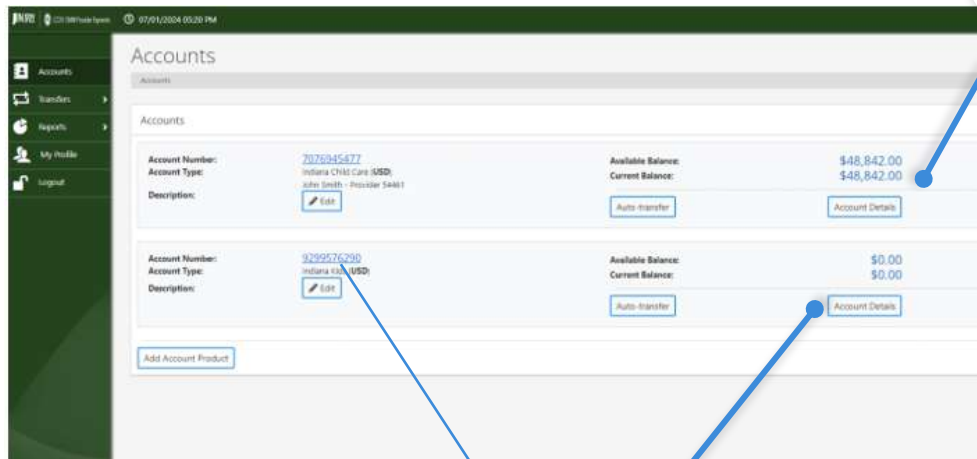 07/01/2024 05:20 PM
Accounts
Transfers
Reports
My Profile
Logout
Accounts
Accounts
Accounts
Account Number: 7076945477 Available Balance: $48,842.00
Account Type: Indiana Child Care (USD) Current Balance: $48,842.00
John Smith - Provider 54461
Description: Edit Auto-transfer Account Details
Account Number: 9299576290 Available Balance: $0.00
Account Type: Indiana (USD) Current Balance: $0.00
Description: Edit Auto-transfer Account Details
Add Account Product